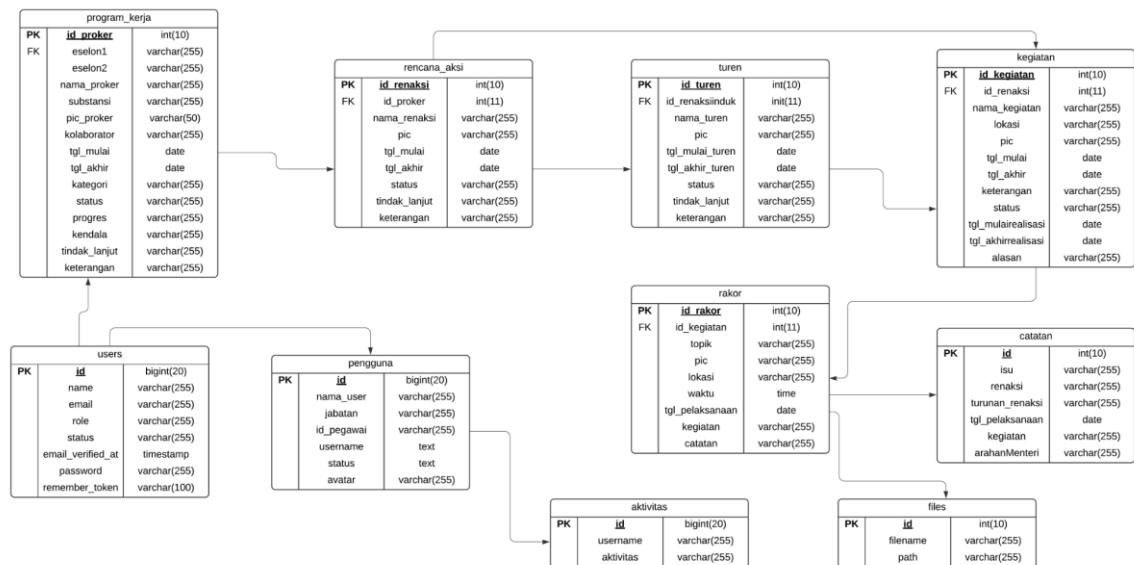 program_kerja
PK id_proker int(10)
FK eselon1 varchar(255)
eselon2 varchar(255)
nama_proker varchar(255)
substansi varchar(255)
pic_proker varchar(50)
kolaborator varchar(255)
tgl_mulai date
tgl_akhir date
kategori varchar(255)
status varchar(255)
progres varchar(255)
kendala varchar(255)
tindak_lanjut varchar(255)
keterangan varchar(255)
rencana_aksi
PK id_renaksi int(10)
FK id_proker int(11)
nama_renaksi varchar(255)
pic varchar(255)
tgl_mulai date
tgl_akhir date
status varchar(255)
tindak_lanjut varchar(255)
keterangan varchar(255)
turen
PK id_turen int(10)
FK id_renaksiinduk init(11)
nama_turen varchar(255)
pic varchar(255)
tgl_mulai_turen date
tgl_akhir_turen date
status varchar(255)
tindak_lanjut varchar(255)
keterangan varchar(255)
kegiatan
PK id_kegiatan int(10)
FK id_renaksi int(11)
nama_kegiatan varchar(255)
lokasi varchar(255)
pic varchar(255)
tgl_mulai date
tgl_akhir date
keterangan varchar(255)
status varchar(255)
tgl_mulairealisasi date
tgl_akhirrealisasi date
alasan varchar(255)
users
PK id bigint(20)
name varchar(255)
email varchar(255)
role varchar(255)
status varchar(255)
email_verified_at timestamp
password varchar(255)
remember_token varchar(100)
pengguna
PK id bigint(20)
nama_user varchar(255)
jabatan varchar(255)
id_pegawai varchar(255)
username text
status text
avatar varchar(255)
rakor
PK id_rakor int(10)
FK id_kegiatan int(11)
topik varchar(255)
pic varchar(255)
lokasi varchar(255)
waktu time
tgl_pelaksanaan date
kegiatan varchar(255)
catatan varchar(255)
catatan
PK id int(10)
isu varchar(255)
renaksi varchar(255)
turunan_renaksi varchar(255)
tgl_pelaksanaan date
kegiatan varchar(255)
arahanMenteri varchar(255)
aktivitas
PK id bigint(20)
username varchar(255)
aktivitas varchar(255)
files
PK id int(10)
filename varchar(255)
path varchar(255)